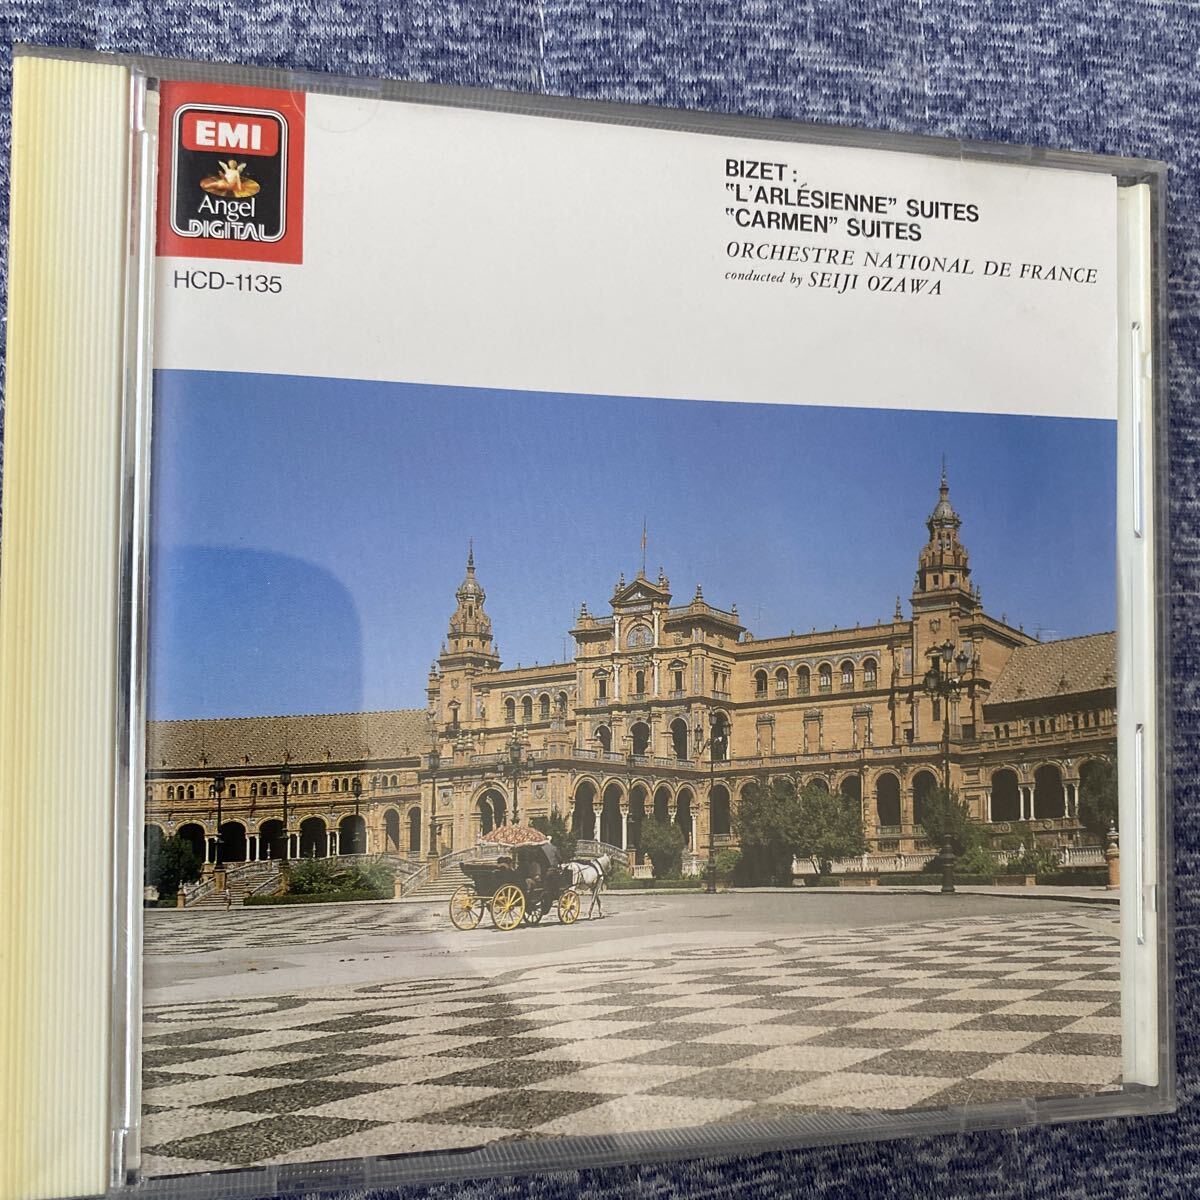 EMI
Angel
DIGITAL
HCD-1135
BIZET:
"L'ARLÉSIENNE" SUITES
"CARMEN" SUITES
ORCHESTRE NATIONAL DE FRANCE
conducted by SEIJI OZAWA